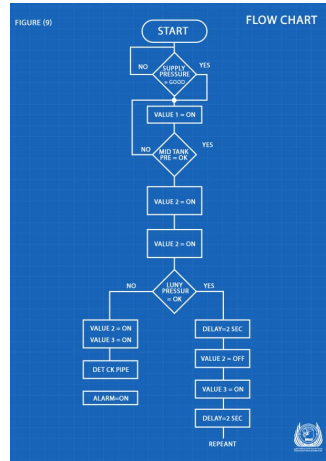 FIGURE (9)
FLOW CHART
START
NO
SUPPLY
PRESSURE
= GOOD
YES
VALUE 1 = ON
NO
MID TANK
PRE = OK
YES
VALUE 2 = ON
VALUE 2 = ON
NO
LUNY
PRESSUR
= OK
YES
VALUE 2 = ON
VALUE 3 = ON
DET CK PIPE
ALARM=ON
DELAY=2 SEC
VALUE 2 = OFF
VALUE 3 = ON
DELAY=2 SEC
REPEANT